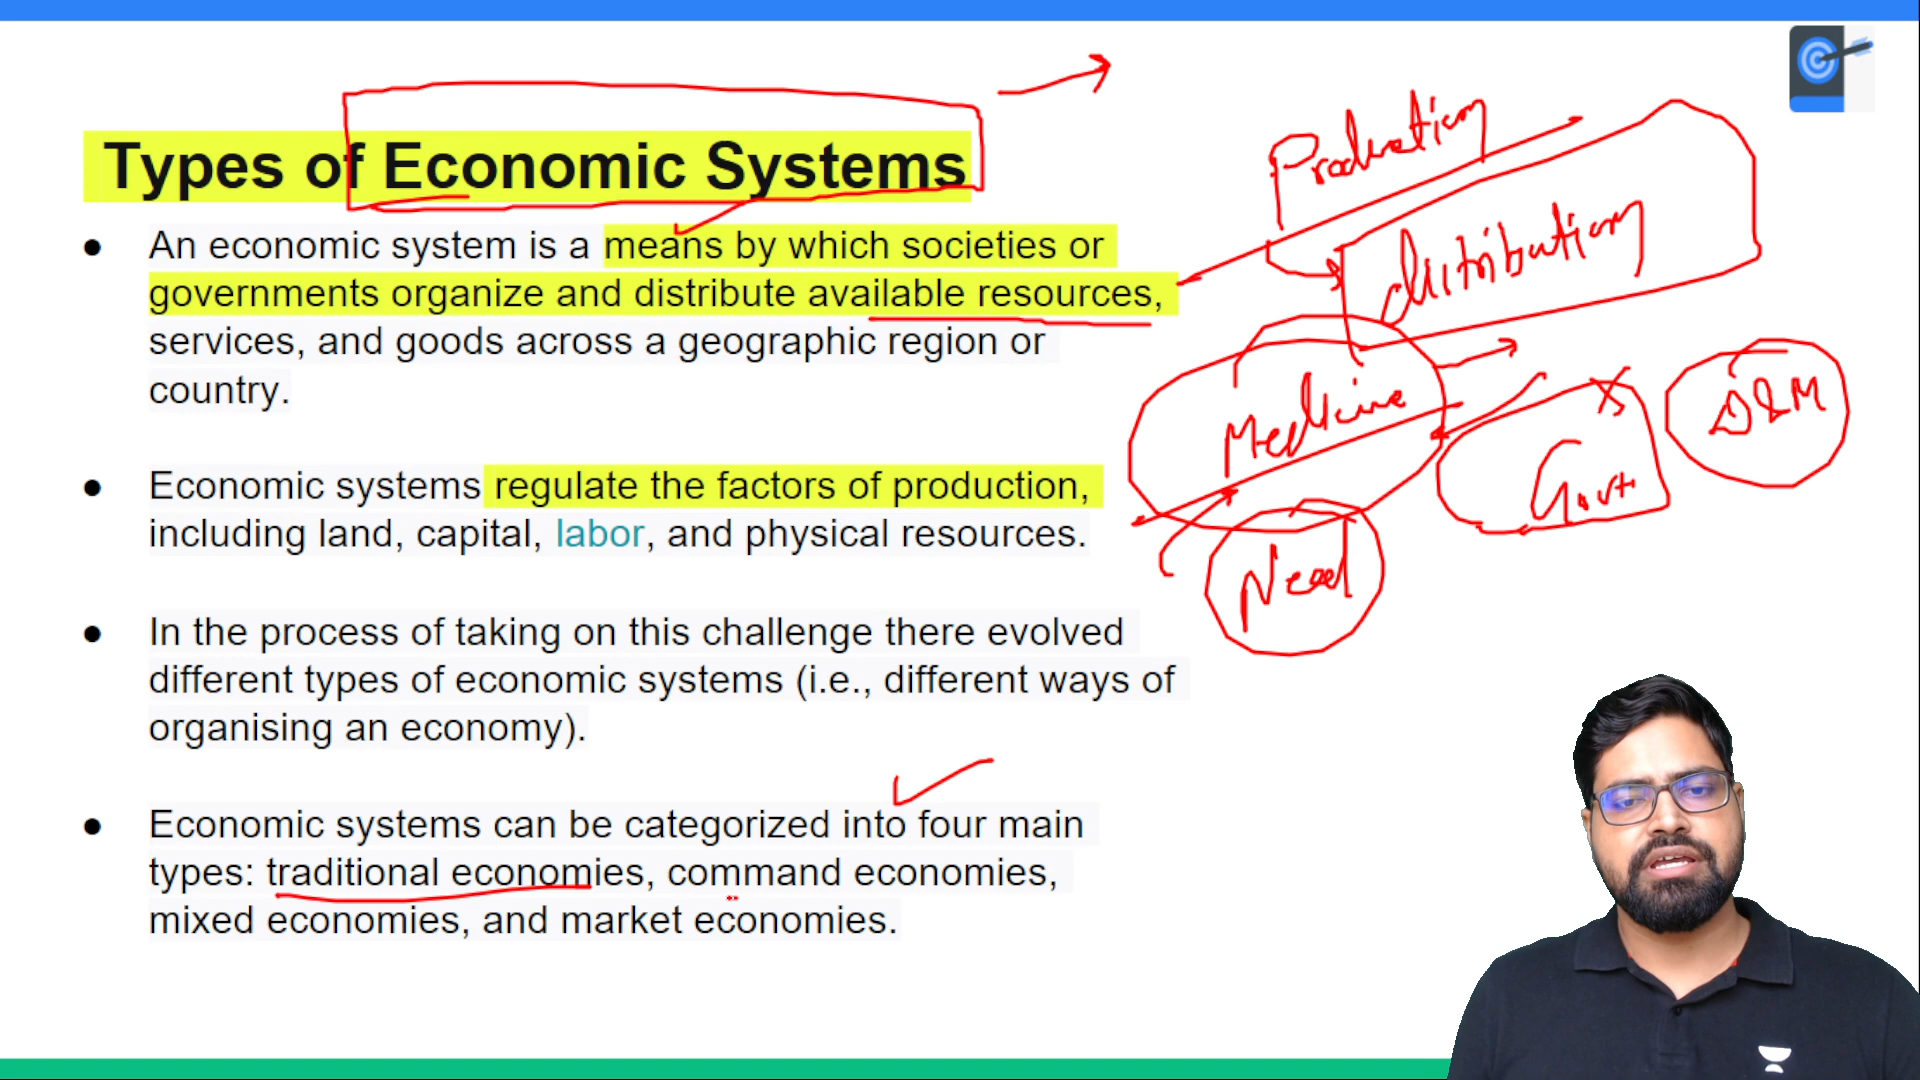 Types of Economic Systems
● An economic system is a means by which societies or
governments organize and distribute available resources,
services, and goods across a geographic region or
country.
● Economic systems regulate the factors of production,
including land, capital, labor, and physical resources.
● In the process of taking on this challenge there evolved
different types of economic systems (i.e., different ways of
organising an economy).
● Economic systems can be categorized into four main
types: traditional economies, command economies,
mixed economies, and market economies.
Production
distribution
Medicine
D&M
Govt
Need